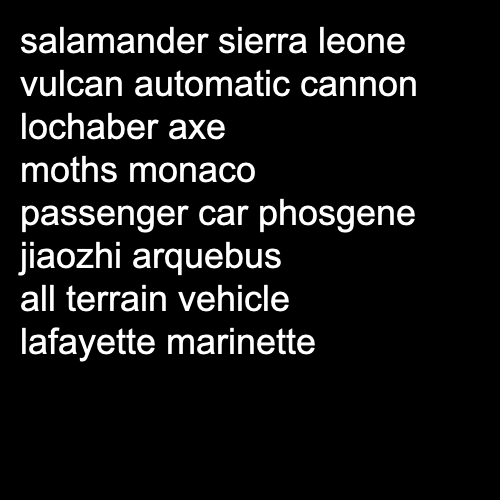 salamander sierra leone
vulcan automatic cannon
lochaber axe
moths monaco
passenger car phosgene
jiaozhi arquebus
all terrain vehicle
lafayette marinette